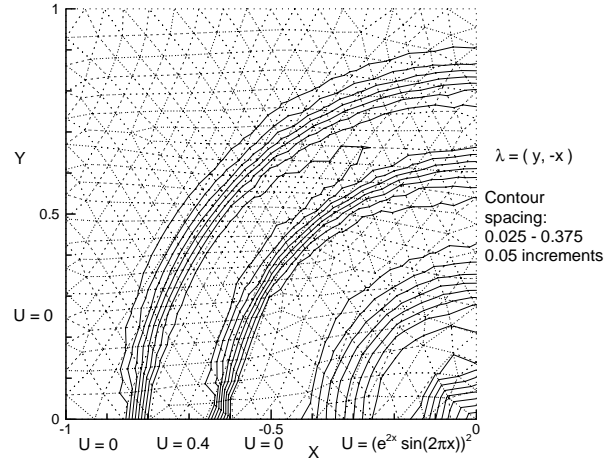 1
Y
λ = ( y, -x )
0.5
Contour
spacing:
0.025 - 0.375
0.05 increments
U = 0
0
-1 -0.5 0
U = 0 U = 0.4 U = 0 U = (e^{2x} sin(2πx))^2
X